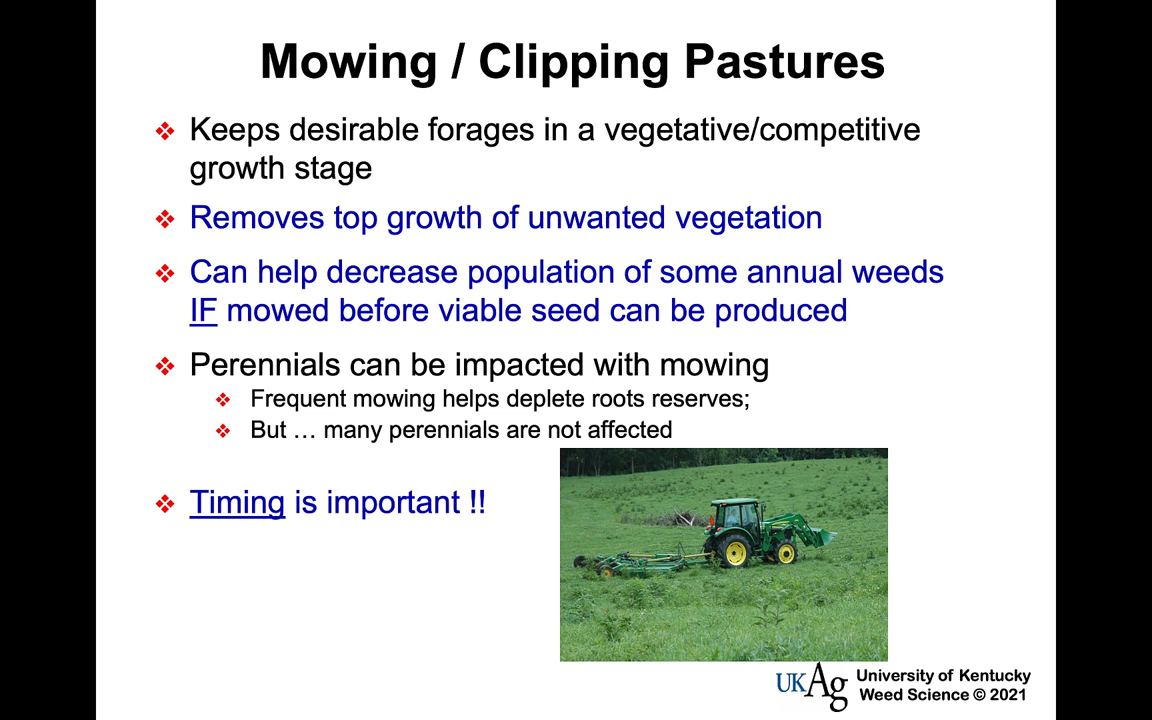 Mowing / Clipping Pastures
Keeps desirable forages in a vegetative/competitive
growth stage
Removes top growth of unwanted vegetation
Can help decrease population of some annual weeds
IF mowed before viable seed can be produced
Perennials can be impacted with mowing
Frequent mowing helps deplete roots reserves;
But … many perennials are not affected
Timing is important !!
UKAg
University of Kentucky
Weed Science © 2021